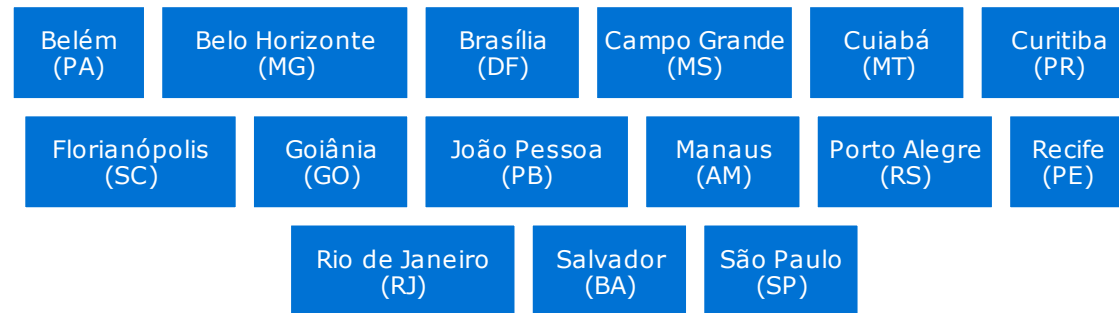 Belém
(PA)
Belo Horizonte
(MG)
Brasília
(DF)
Campo Grande
(MS)
Cuiabá
(MT)
Curitiba
(PR)
Florianópolis
(SC)
Goiânia
(GO)
João Pessoa
(PB)
Manaus
(AM)
Porto Alegre
(RS)
Recife
(PE)
Rio de Janeiro
(RJ)
Salvador
(BA)
São Paulo
(SP)